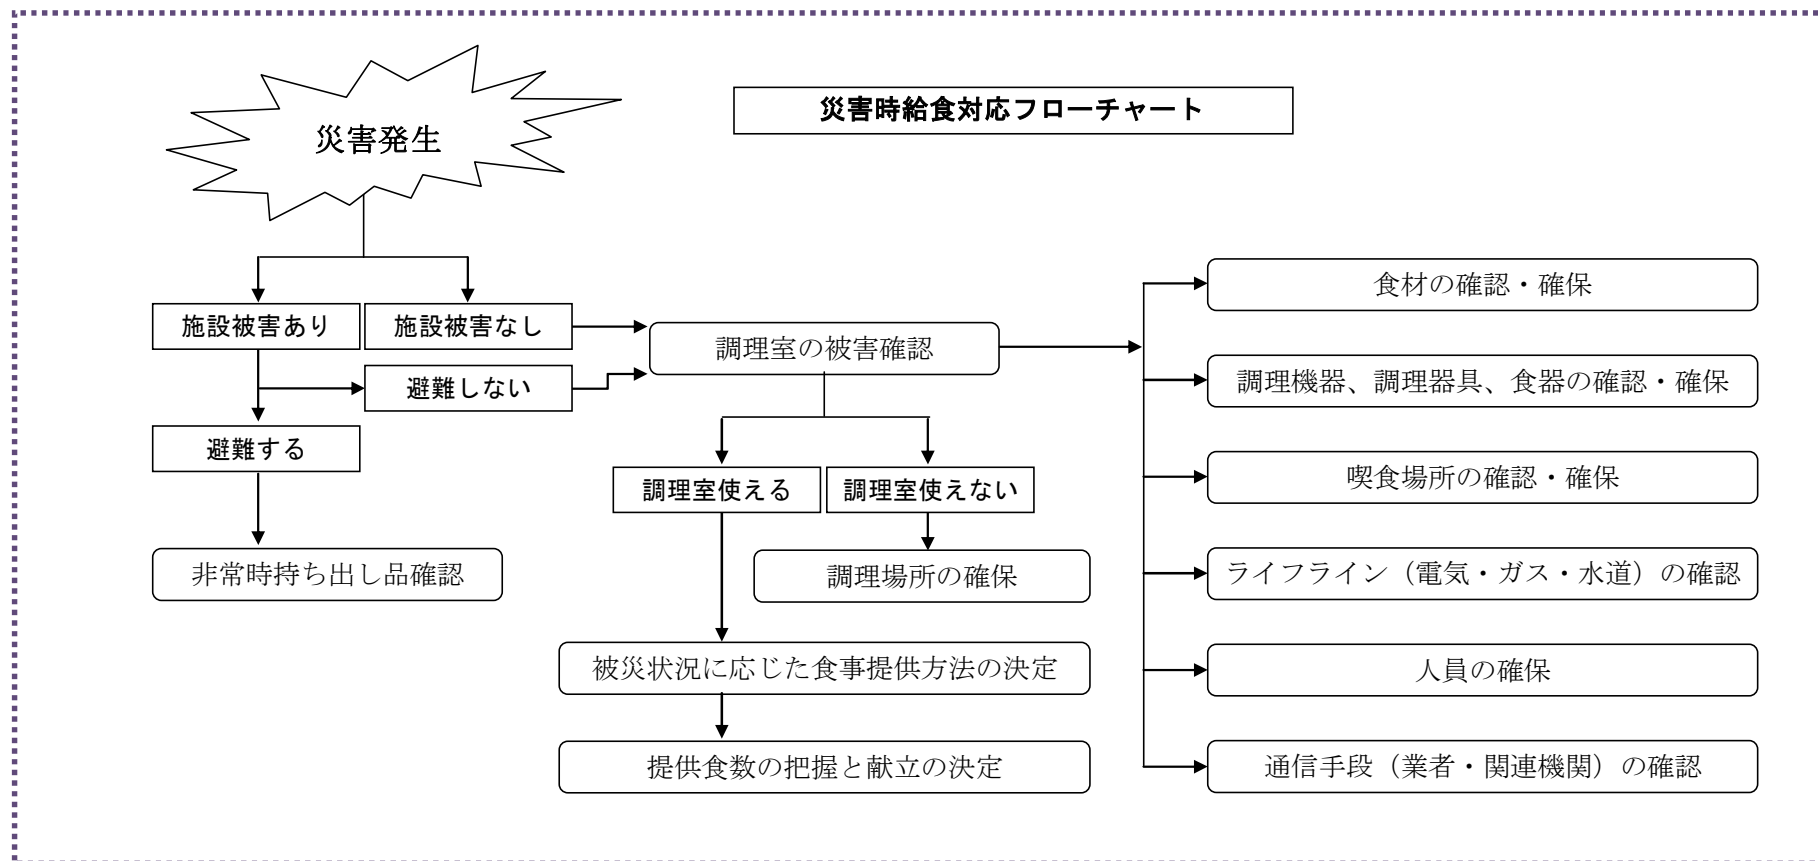 災害発生
災害時給食対応フローチャート
施設被害あり
施設被害なし
避難しない
避難する
非常時持ち出し品確認
調理室の被害確認
調理室使える
調理室使えない
調理場所の確保
被災状況に応じた食事提供方法の決定
提供食数の把握と献立の決定
食材の確認・確保
調理機器、調理器具、食器の確認・確保
喫食場所の確認・確保
ライフライン（電気・ガス・水道）の確認
人員の確保
通信手段（業者・関連機関）の確認